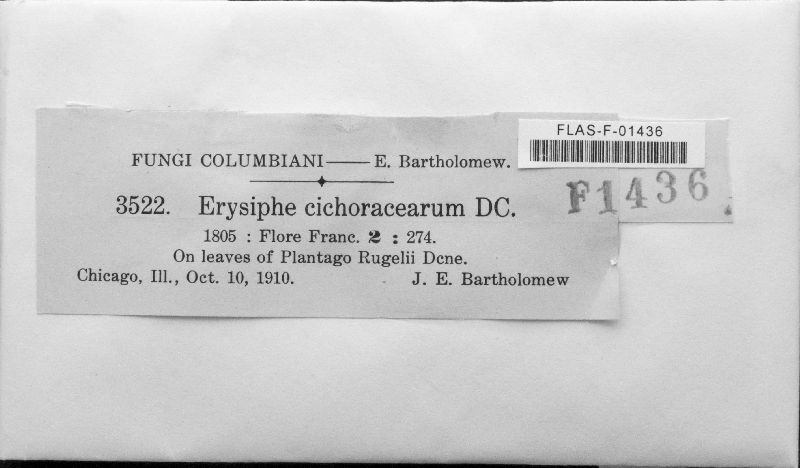 FLAS-F-01436
FUNGI COLUMBIANI—E. Bartholomew.
F1436
3522. Erysiphe cichoracearum DC.
1805 : Flore Franc. 2 : 274.
On leaves of Plantago Rugelii Dcne.
Chicago, Ill., Oct. 10, 1910. J. E. Bartholomew